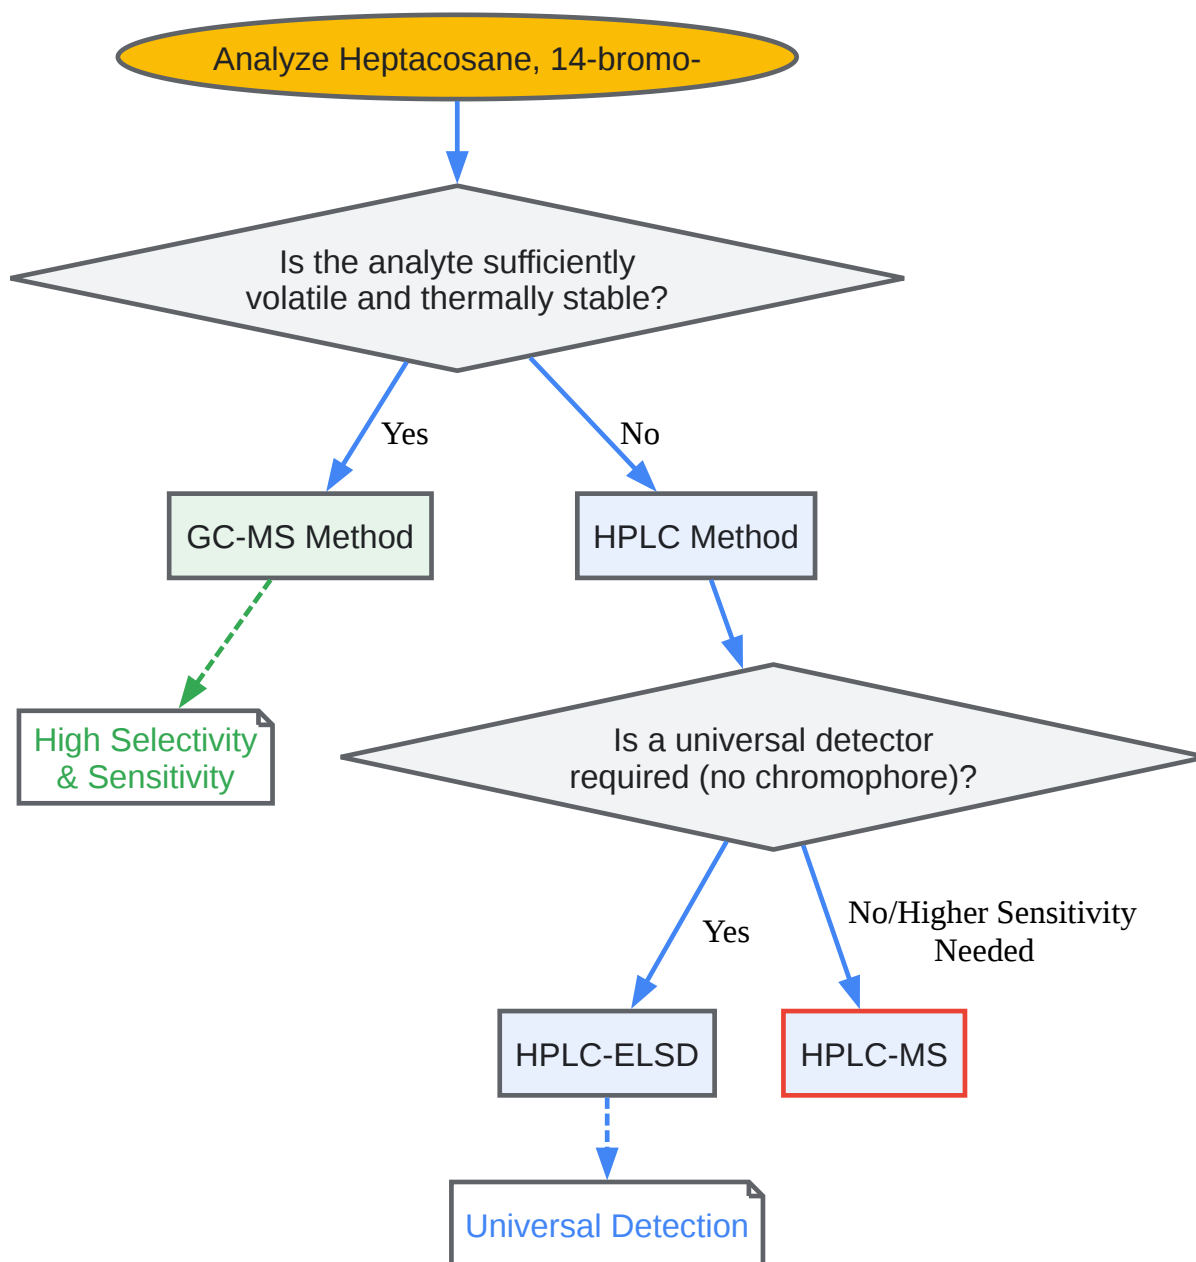 Analyze Heptacosane, 14-bromo-
Is the analyte sufficiently
volatile and thermally stable?
Yes
No
GC-MS Method
HPLC Method
High Selectivity
& Sensitivity
Is a universal detector
required (no chromophore)?
Yes
No/Higher Sensitivity
Needed
HPLC-ELSD
HPLC-MS
Universal Detection